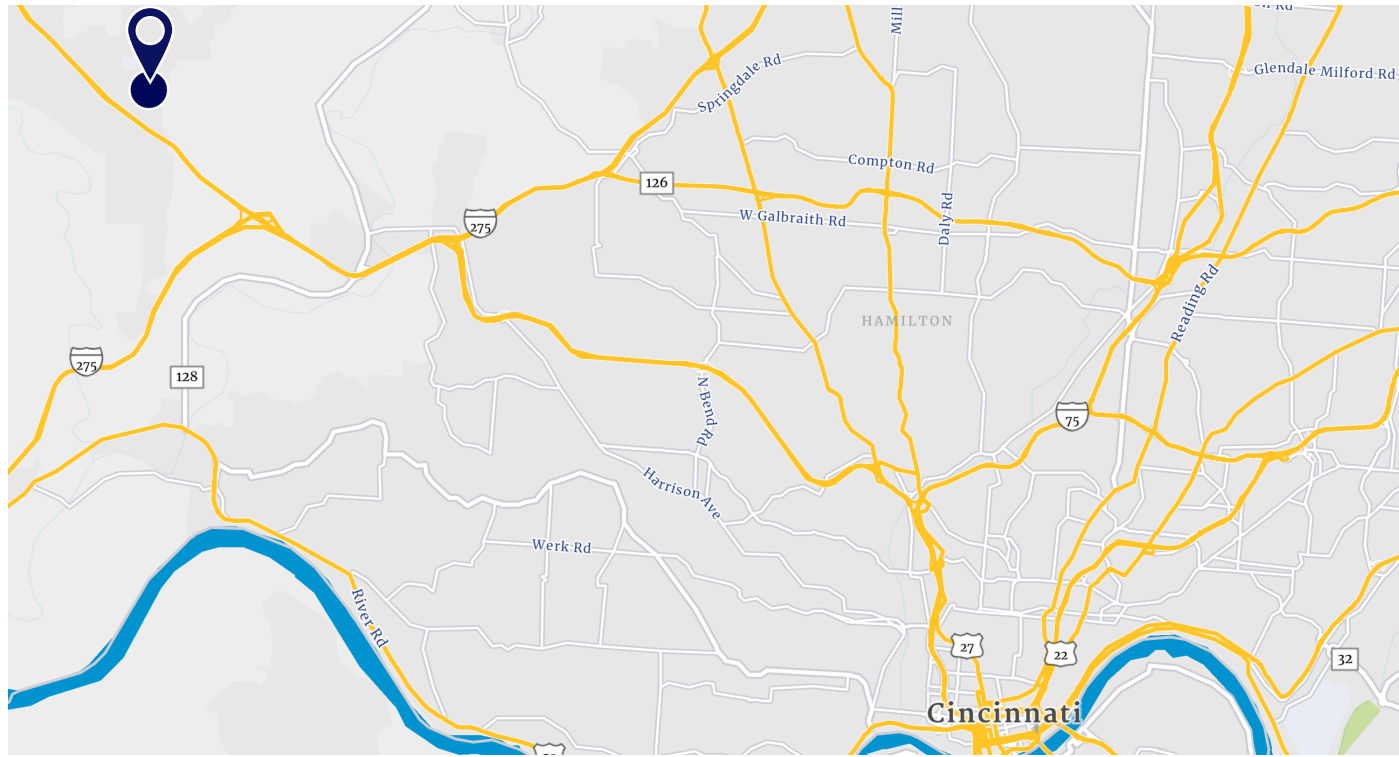 Mill
Glendale Milford Rd
Springdale Rd
Compton Rd
126
Daly Rd
W Galbraith Rd
275
Reading Rd
HAMILTON
275
128
N Bend Rd
75
Harrison Ave
Werk Rd
River Rd
27
22
32
Cincinnati